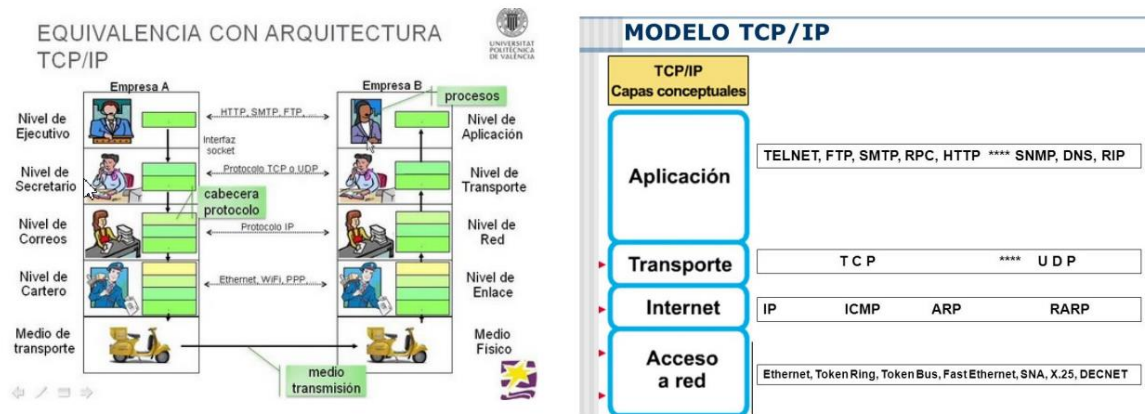 EQUIVALENCIA CON ARQUITECTURA
TCP/IP
UNIVERSITAT
POLITÈCNICA
DE VALÈNCIA
Empresa A
Empresa B
procesos
Nivel de
Ejecutivo
HTTP, SMTP, FTP, ...
Nivel de
Aplicación
Interfaz
socket
Nivel de
Secretario
Protocolo TCP o UDP
Nivel de
Transporte
cabecera
protocolo
Nivel de
Correos
Protocolo IP
Nivel de
Red
Nivel de
Cartero
Ethernet, WiFi, PPP,...
Nivel de
Enlace
Medio de
transporte
Medio
Físico
medio
transmisión
MODELO TCP/IP
TCP/IP
Capas conceptuales
Aplicación
TELNET, FTP, SMTP, RPC, HTTP **** SNMP, DNS, RIP
Transporte
T C P **** U D P
Internet
IP ICMP ARP RARP
Acceso
a red
Ethernet, Token Ring, Token Bus, Fast Ethernet, SNA, X.25, DECNET